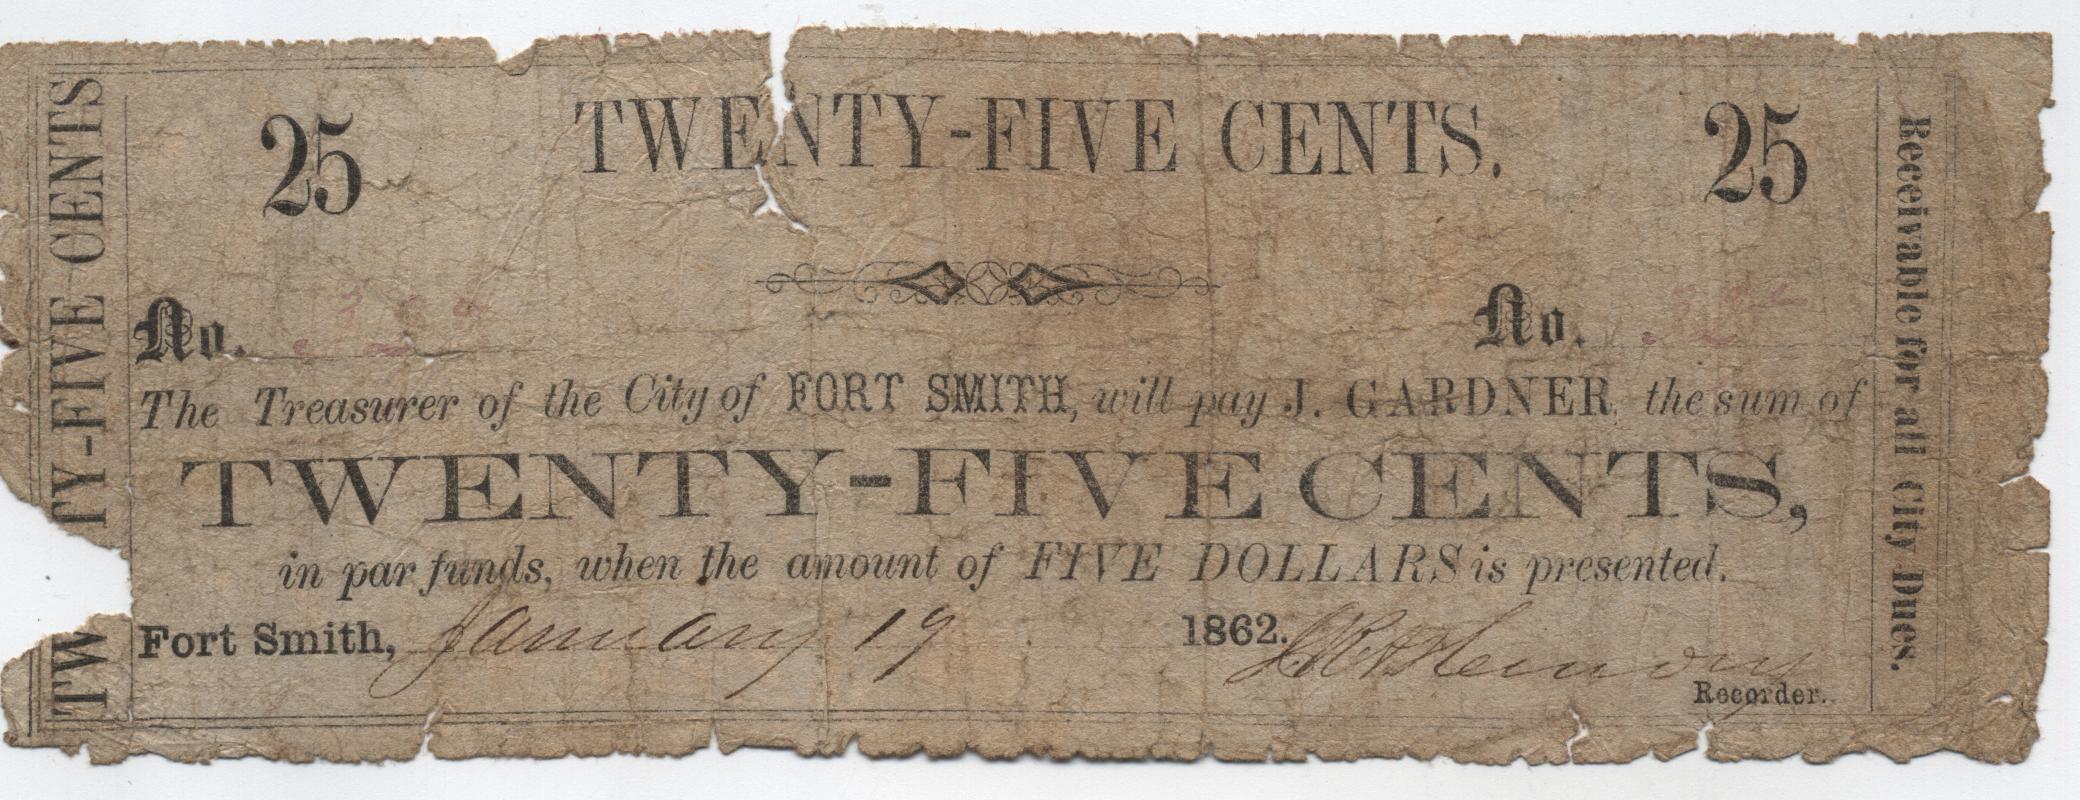 TWENTY-FIVE CENTS
25 TWENTY-FIVE CENTS. 25
No. No.
The Treasurer of the City of FORT SMITH, will pay J. GARDNER, the sum of
TWENTY-FIVE CENTS,
in par funds, when the amount of FIVE DOLLARS is presented.
Fort Smith, January 19 1862.
Recorder.
Receivable for all City Dues.